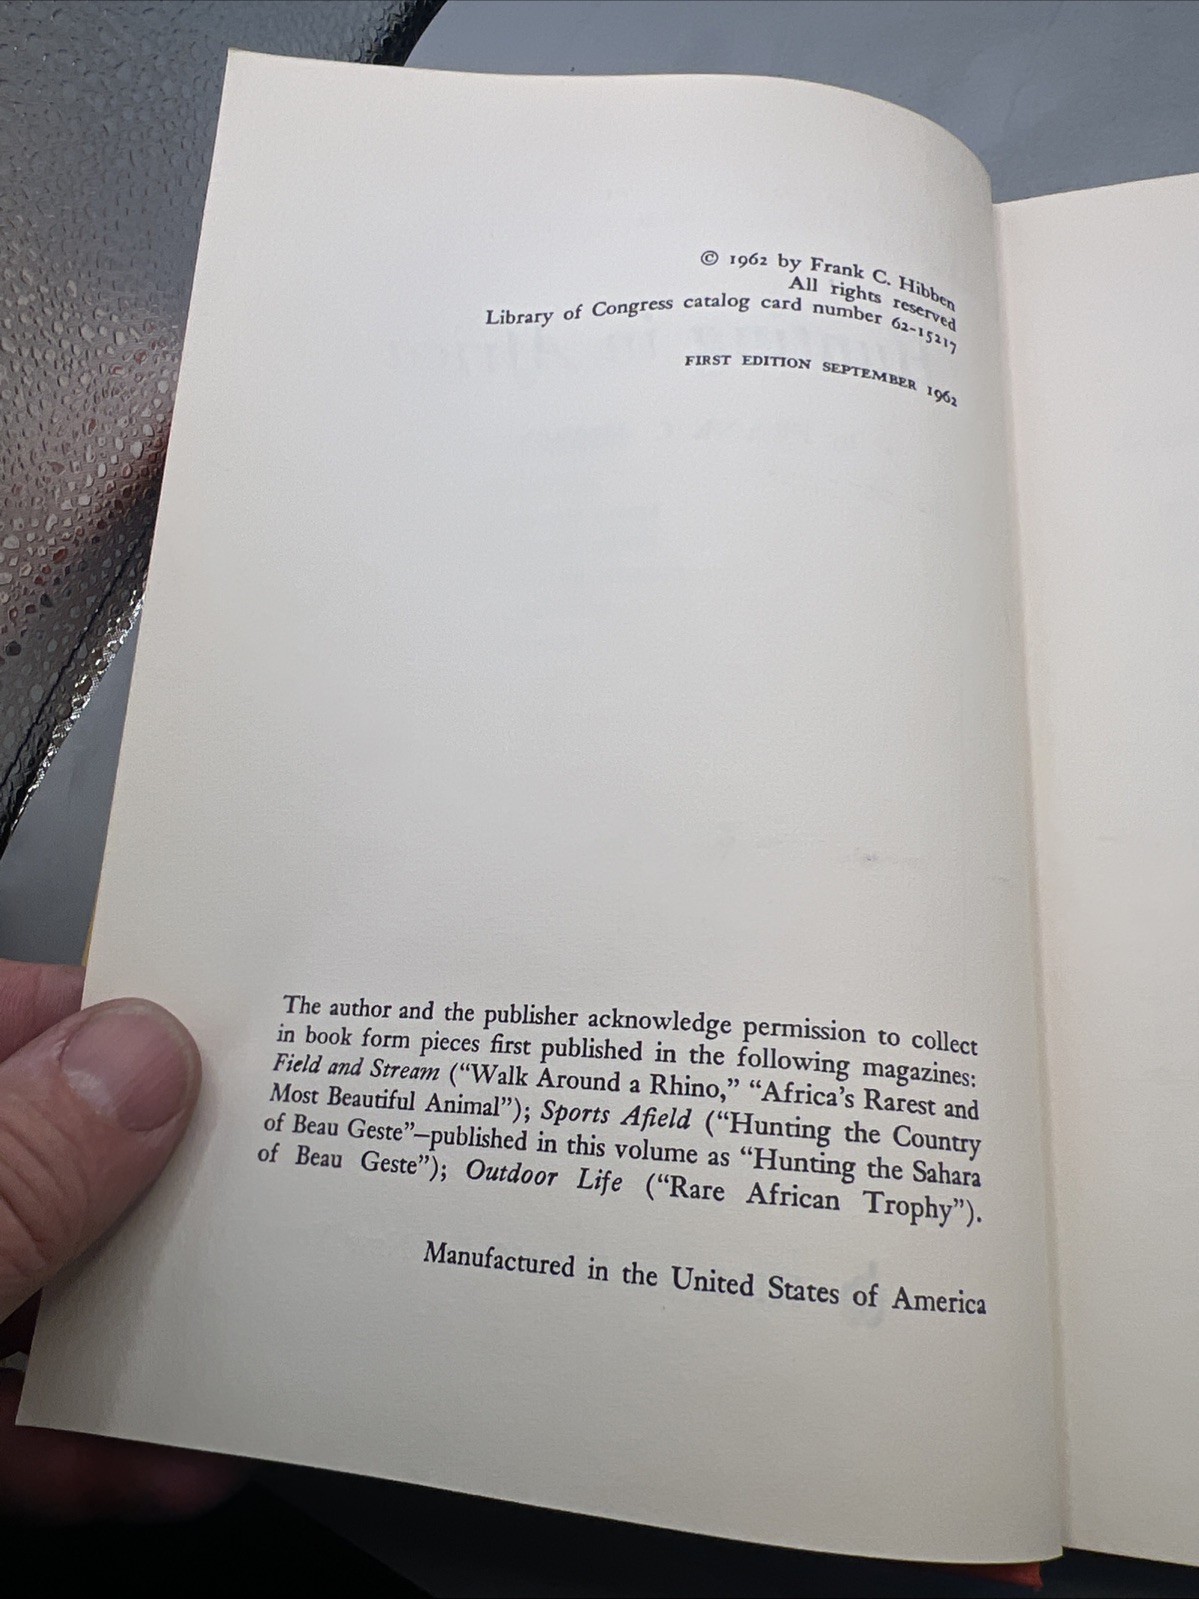 © 1962 by Frank C. Hibben
All rights reserved
Library of Congress catalog card number 62-15217
FIRST EDITION SEPTEMBER 1962
The author and the publisher acknowledge permission to collect
in book form pieces first published in the following magazines:
Field and Stream (“Walk Around a Rhino,” “Africa’s Rarest and
Most Beautiful Animal”); Sports Afield (“Hunting the Country
of Beau Geste”—published in this volume as “Hunting the Sahara
of Beau Geste”); Outdoor Life (“Rare African Trophy”).
Manufactured in the United States of America